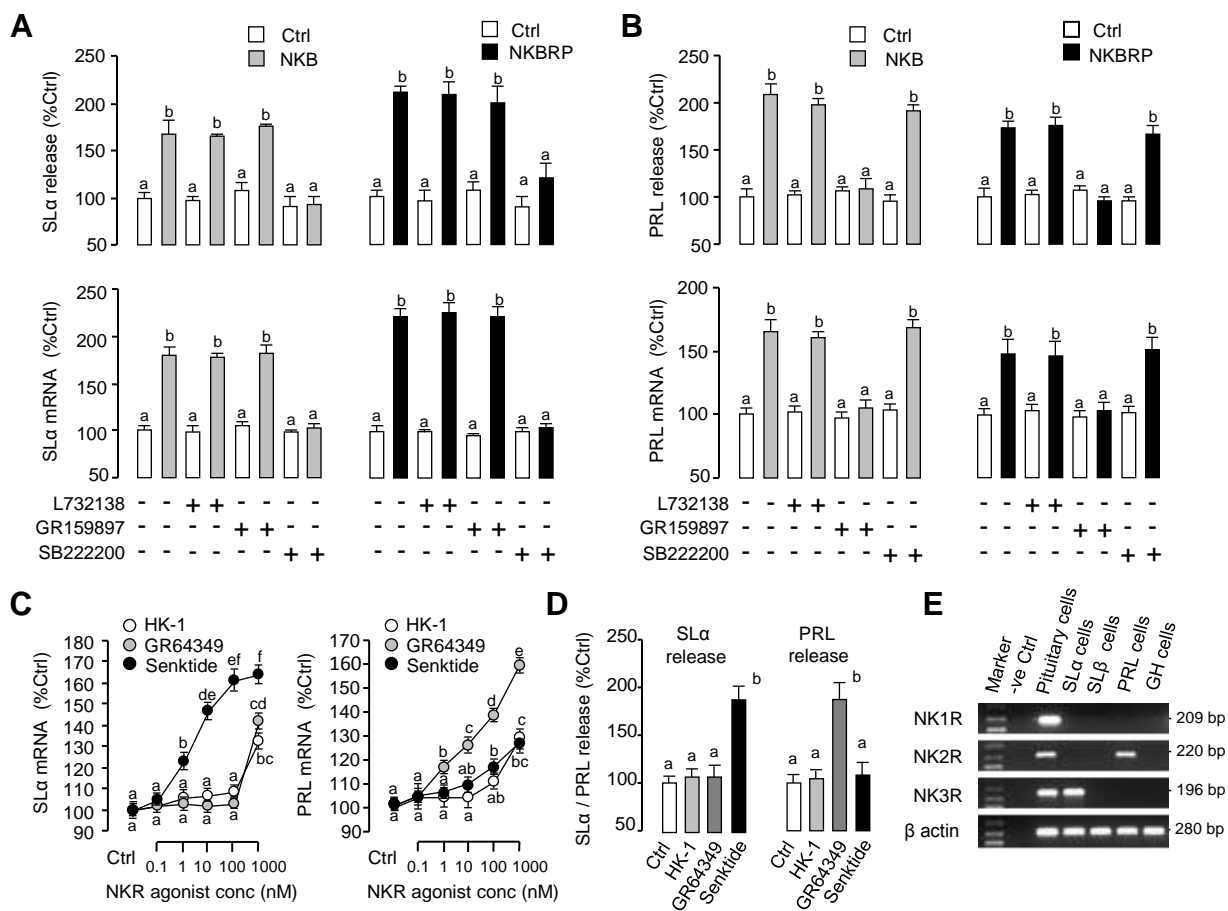 A
Ctrl
NKB
Ctrl
NKBRP
SLα release (%Ctrl)
250
200
150
100
50
a b a b a b a a
a b a b a b a a
SLα mRNA (%Ctrl)
250
200
150
100
50
a b a b a b a a
a b a b a b a a
L732138 - - + + - - - - - - + + - - - -
GR159897 - - - - + + - - - - - - + + - -
SB222200 - - - - - - + + - - - - - - + +
B
Ctrl
NKB
Ctrl
NKBRP
PRL release (%Ctrl)
250
200
150
100
50
a b a b a a a b
a b a b a a a b
PRL mRNA (%Ctrl)
200
150
100
50
a b a b a a a b
a b a b a a a b
L732138 - - + + - - - - - - + + - - - -
GR159897 - - - - + + - - - - - - + + - -
SB222200 - - - - - - + + - - - - - - + +
C
HK-1
GR64349
Senktide
SLα mRNA (%Ctrl)
180
160
140
120
100
90
a a b de ef f
a a a a cd
a a a a bc
Ctrl
0.1 1 10 100 1000
NKR agonist conc (nM)
HK-1
GR64349
Senktide
PRL mRNA (%Ctrl)
170
160
150
140
130
120
110
100
90
a a b c d e
a ab b c
a a a ab bc
Ctrl
0.1 1 10 100 1000
NKR agonist conc (nM)
D
SLα / PRL release (%Ctrl)
250
200
150
100
50
SLα
release
a a a b
Ctrl
HK-1
GR64349
Senktide
PRL
release
a a b a
Ctrl
HK-1
GR64349
Senktide
E
Marker
-ve Ctrl
Pituitary cells
SLα cells
SLβ cells
PRL cells
GH cells
NK1R - 209 bp
NK2R - 220 bp
NK3R - 196 bp
β actin - 280 bp